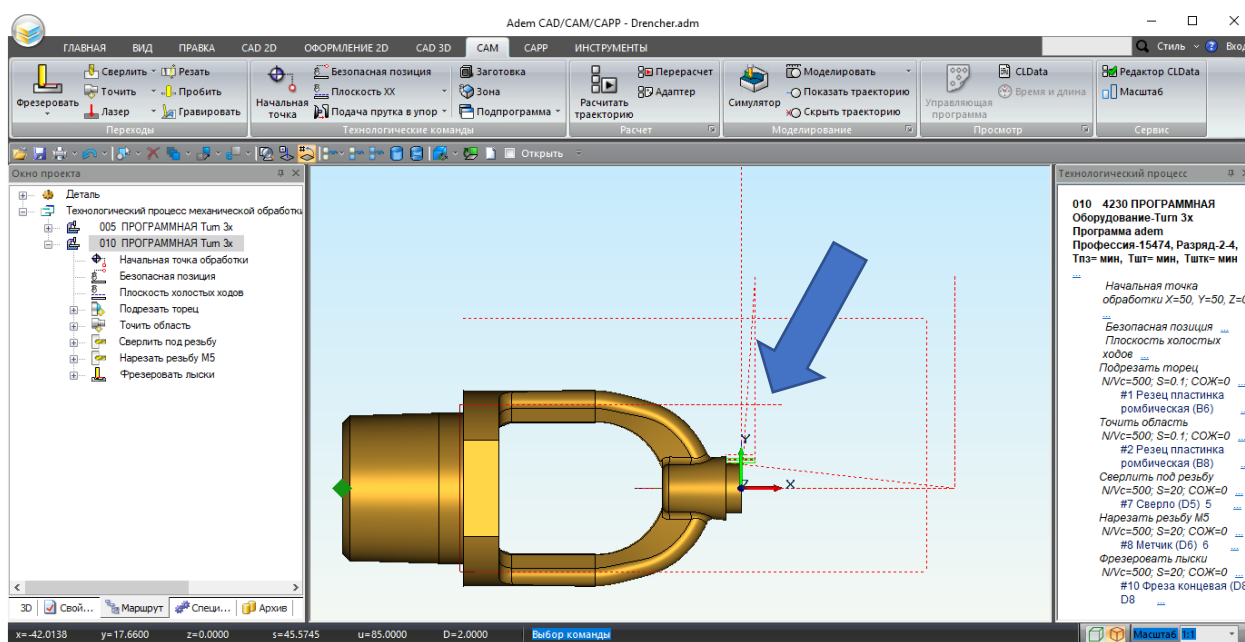 Adem CAD/CAM/CAPP - Drencher.adm
ГЛАВНАЯ ВИД ПРАВКА CAD 2D ОФОРМЛЕНИЕ 2D CAD 3D CAM CAPP ИНСТРУМЕНТЫ Стиль Вход
Фрезеровать
Сверлить Резать
Точить Пробить
Лазер Гравировать
Переходы
Начальная
точка
Безопасная позиция Заготовка
Плоскость XX Зона
Подача прутка в упор Подпрограмма
Технологические команды
Расчитать
траекторию
Перерасчет
Адаптер
Расчет
Симулятор
Моделировать
Показать траекторию
Скрыть траекторию
Моделирование
Управляющая
программа
CLData
Время и длина
Просмотр
Редактор CLData
Масштаб
Сервис
Открыть
Окно проекта
Деталь
Технологический процесс механической обработки
005 ПРОГРАММНАЯ Turn 3x
010 ПРОГРАММНАЯ Turn 3x
Начальная точка обработки
Безопасная позиция
Плоскость холостых ходов
Подрезать торец
Точить область
Сверлить под резьбу
Нарезать резьбу М5
Фрезеровать лыски
3D Свой... Маршрут Специ... Архив
Y
Z X
Технологический процесс
010 4230 ПРОГРАММНАЯ
Оборудование-Turn 3x
Программа adem
Профессия-15474, Разряд-2-4,
Тпз= мин, Тшт= мин, Тштк= мин
...
Начальная точка
обработки X=50, Y=50, Z=0
...
Безопасная позиция ...
Плоскость холостых
ходов ...
Подрезать торец
N/Vc=500; S=0.1; СОЖ=0 ...
#1 Резец пластинка
ромбическая (B6) ...
Точить область
N/Vc=500; S=0.1; СОЖ=0 ...
#2 Резец пластинка
ромбическая (B8) ...
Сверлить под резьбу
N/Vc=500; S=20; СОЖ=0 ...
#7 Сверло (D5) 5 ...
Нарезать резьбу М5
N/Vc=500; S=20; СОЖ=0 ...
#8 Метчик (D6) 6 ...
Фрезеровать лыски
N/Vc=500; S=20; СОЖ=0 ...
#10 Фреза концевая (D8
D8 ...
x=-42.0138 y=17.6600 z=0.0000 s=45.5745 u=85.0000 D=2.0000 Выбор команды Масштаб 1:1